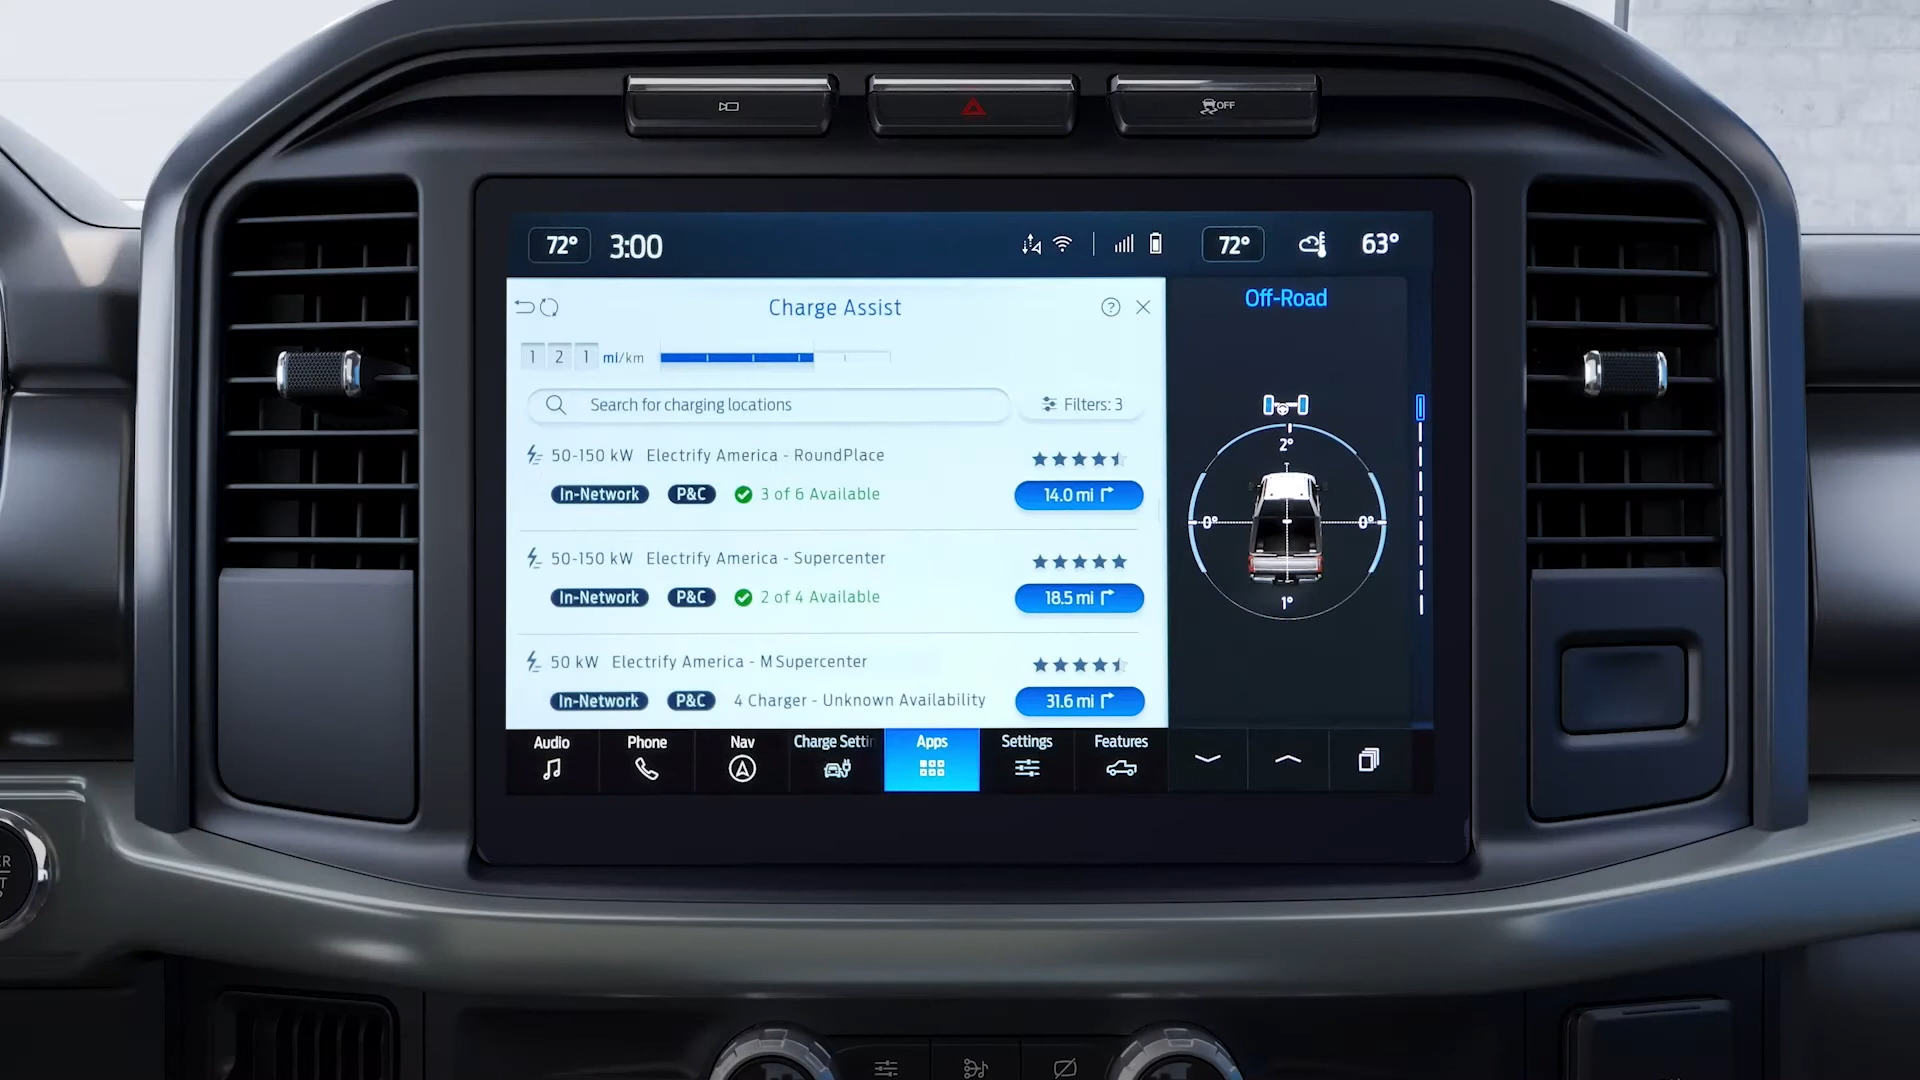 OFF
72° 3:00 72° 63°
Charge Assist
?
1 2 1 mi/km
Search for charging locations
Filters: 3
50-150 kW Electrify America - RoundPlace
In-Network P&C 3 of 6 Available
14.0 mi
50-150 kW Electrify America - Supercenter
In-Network P&C 2 of 4 Available
18.5 mi
50 kW Electrify America - M Supercenter
In-Network P&C 4 Charger - Unknown Availability
31.6 mi
Off-Road
2°
0° 0°
1°
Audio Phone Nav Charge Setti Apps Settings Features